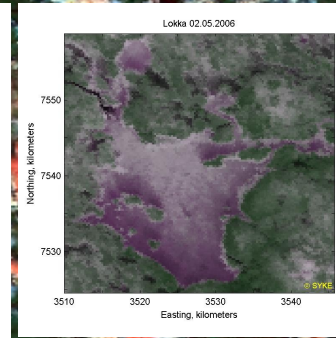 Lokka 02.05.2006
7550
7540
7530
Northing, kilometers
3510 3520 3530 3540
Easting, kilometers
© SYKE